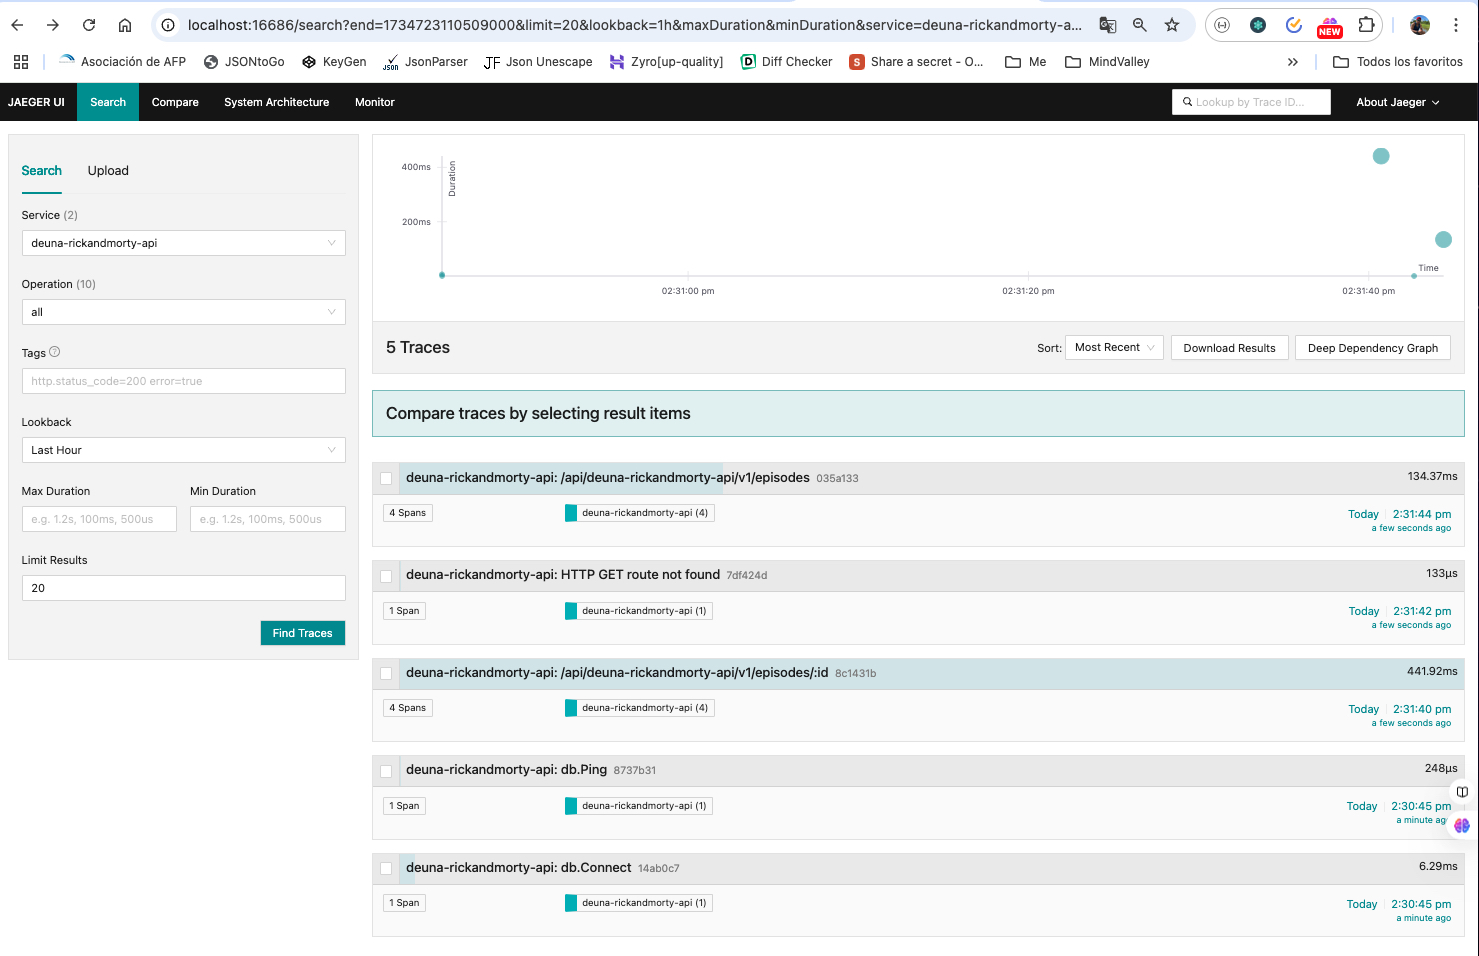 localhost:16686/search?end=1734723110509000&limit=20&lookback=1h&maxDuration&minDuration&service=deuna-rickandmorty-a...
NEW
Asociación de AFP
JSONtoGo
KeyGen
JSON JsonParser
JF Json Unescape
Zyro[up-quality]
D Diff Checker
S Share a secret - O...
Me
MindValley
»
Todos los favoritos
JAEGER UI
Search
Compare
System Architecture
Monitor
Lookup by Trace ID...
About Jaeger
Search
Upload
Service (2)
deuna-rickandmorty-api
Operation (10)
all
Tags ?
http.status_code=200 error=true
Lookback
Last Hour
Max Duration
Min Duration
e.g. 1.2s, 100ms, 500us
e.g. 1.2s, 100ms, 500us
Limit Results
20
Find Traces
400ms
200ms
Duration
Time
02:31:00 pm
02:31:20 pm
02:31:40 pm
5 Traces
Sort: Most Recent
Download Results
Deep Dependency Graph
Compare traces by selecting result items
deuna-rickandmorty-api: /api/deuna-rickandmorty-api/v1/episodes 035a133
134.37ms
4 Spans
deuna-rickandmorty-api (4)
Today 2:31:44 pm
a few seconds ago
deuna-rickandmorty-api: HTTP GET route not found 7df424d
133μs
1 Span
deuna-rickandmorty-api (1)
Today 2:31:42 pm
a few seconds ago
deuna-rickandmorty-api: /api/deuna-rickandmorty-api/v1/episodes/:id 8c1431b
441.92ms
4 Spans
deuna-rickandmorty-api (4)
Today 2:31:40 pm
a few seconds ago
deuna-rickandmorty-api: db.Ping 8737b31
248μs
1 Span
deuna-rickandmorty-api (1)
Today 2:30:45 pm
a minute ago
deuna-rickandmorty-api: db.Connect 14ab0c7
6.29ms
1 Span
deuna-rickandmorty-api (1)
Today 2:30:45 pm
a minute ago